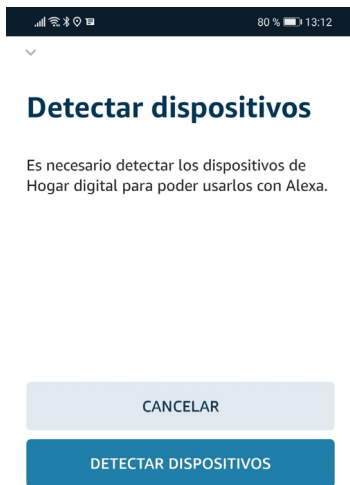 80 % 13:12
Detectar dispositivos
Es necesario detectar los dispositivos de
Hogar digital para poder usarlos con Alexa.
CANCELAR
DETECTAR DISPOSITIVOS